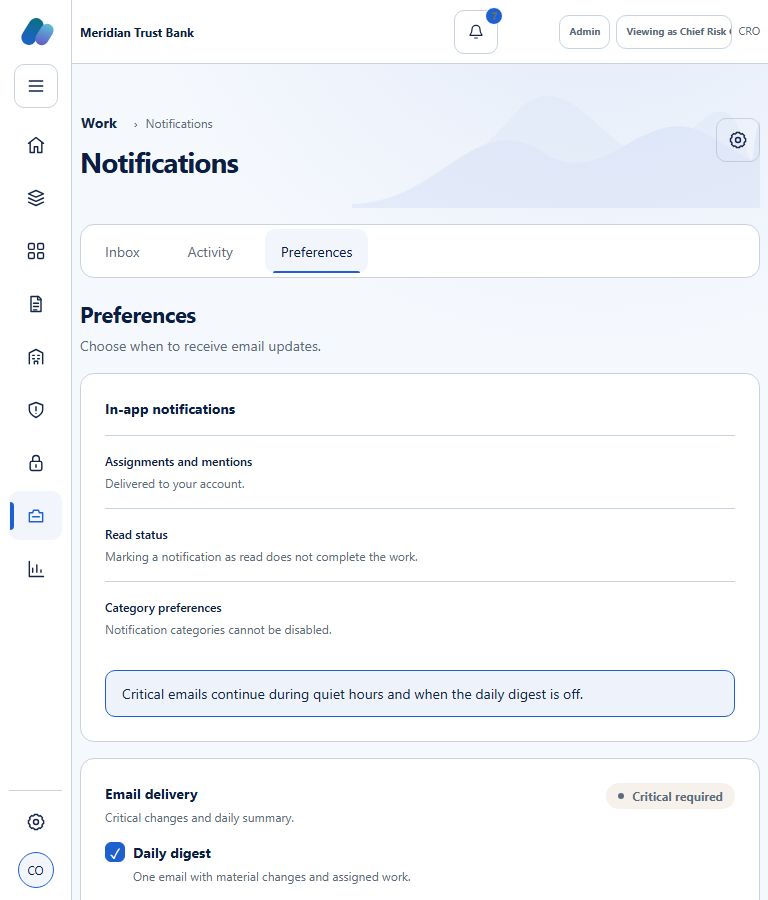 Meridian Trust Bank
Admin
Viewing as Chief Risk
CRO
Work › Notifications
Notifications
Inbox
Activity
Preferences
Preferences
Choose when to receive email updates.
In-app notifications
Assignments and mentions
Delivered to your account.
Read status
Marking a notification as read does not complete the work.
Category preferences
Notification categories cannot be disabled.
Critical emails continue during quiet hours and when the daily digest is off.
Email delivery
Critical required
Critical changes and daily summary.
Daily digest
One email with material changes and assigned work.
CO